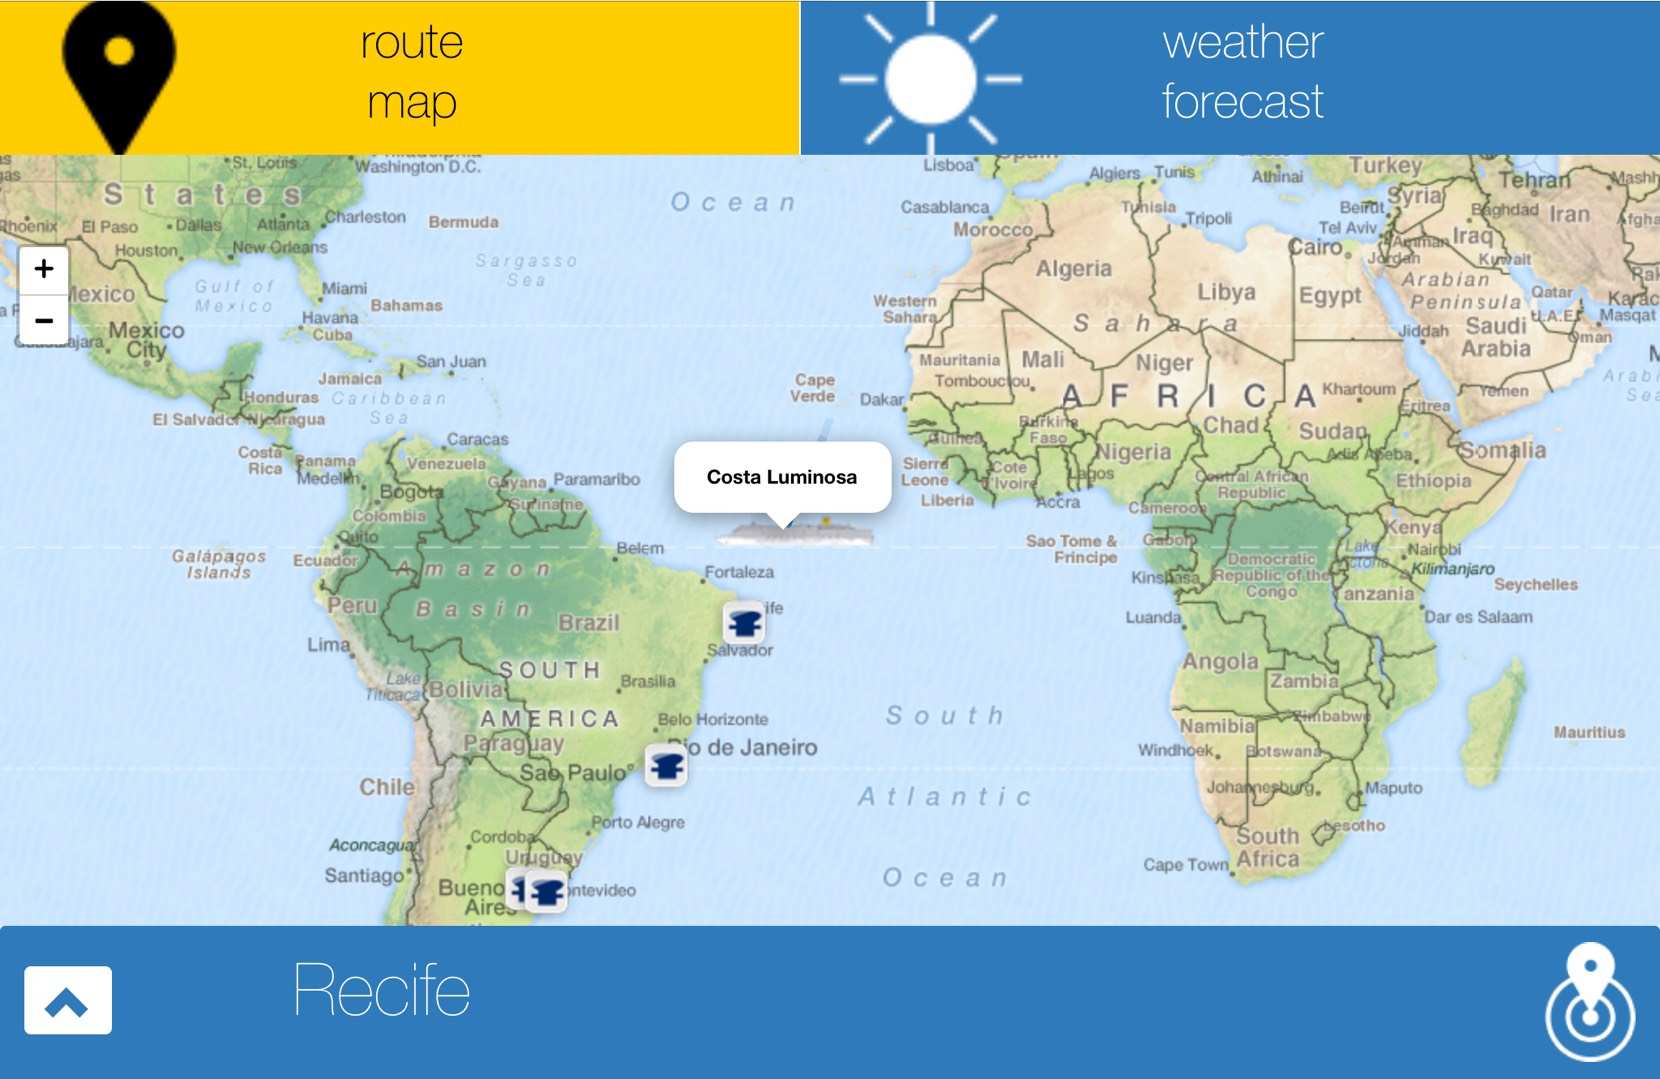 route
map
weather
forecast
St. Louis
Washington D.C.
Lisboa
Algiers
Tunis
Athinai
Turkey
States
Ocean
Casablanca
Tunisia
Syria
Tehran
Phoenix
El Paso
Dallas
Atlanta
Charleston
Bermuda
Morocco
Tripoli
Beirut
Baghdad
Iran
Houston
New Orleans
Tel Aviv
Cairo
Amman
Iraq
Sargasso
Sea
Algeria
Jordan
Kuwait
+
Gulf of
Mexico
Miami
Bahamas
Western
Sahara
Libya
Egypt
Arabian
Peninsula
Qatar
Mexico
Havana
Cuba
Sahara
U.A.E.
Masqat
−
Mexico
City
Jiddah
Saudi
Arabia
Oman
San Juan
Mauritania
Mali
Niger
Jamaica
Caribbean
Sea
Cape
Verde
Tombouctou
Honduras
Dakar
AFRICA
Khartoum
Yemen
El Salvador
Nicaragua
Burkina
Faso
Chad
Sudan
Eritrea
Caracas
Guinea
Nigeria
Adis Abeba
Somalia
Costa
Rica
Panama
Venezuela
Sierra
Leone
Cote
d'Ivoire
Lagos
Medellin
Guyana
Paramaribo
Costa Luminosa
Central African
Republic
Ethiopia
Bogota
Suriname
Liberia
Accra
Cameroon
Colombia
Kenya
Quito
Galápagos
Islands
Ecuador
Belem
Sao Tome &
Principe
Gabon
Lake
Nairobi
Amazon
Basin
Fortaleza
Democratic
Republic of the
Congo
Kinshasa
Kilimanjaro
Seychelles
Peru
Brazil
Luanda
Tanzania
Dar es Salaam
Lima
Salvador
SOUTH
AMERICA
Angola
Lake
Titicaca
Bolivia
Brasilia
Zambia
South
Atlantic
Ocean
Belo Horizonte
Zimbabwe
Paraguay
Rio de Janeiro
Namibia
Windhoek
Botswana
Mauritius
Chile
Sao Paulo
Johannesburg
Maputo
Porto Alegre
Lesotho
Aconcagua
Cordoba
Uruguay
South
Africa
Cape Town
Santiago
Bueno
Aires
ntevideo
Recife